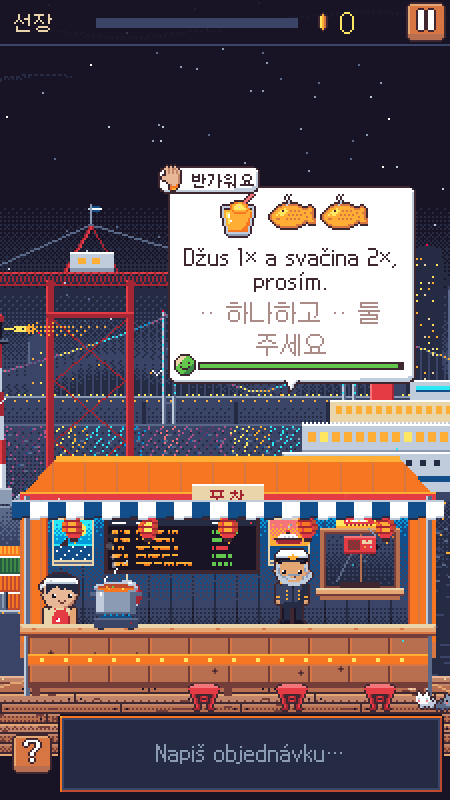 선장
0
반가워요
Džus 1× a svačina 2×,
prosím.
·· 하나하고 ·· 둘
주세요
포차
?
Napiš objednávku···